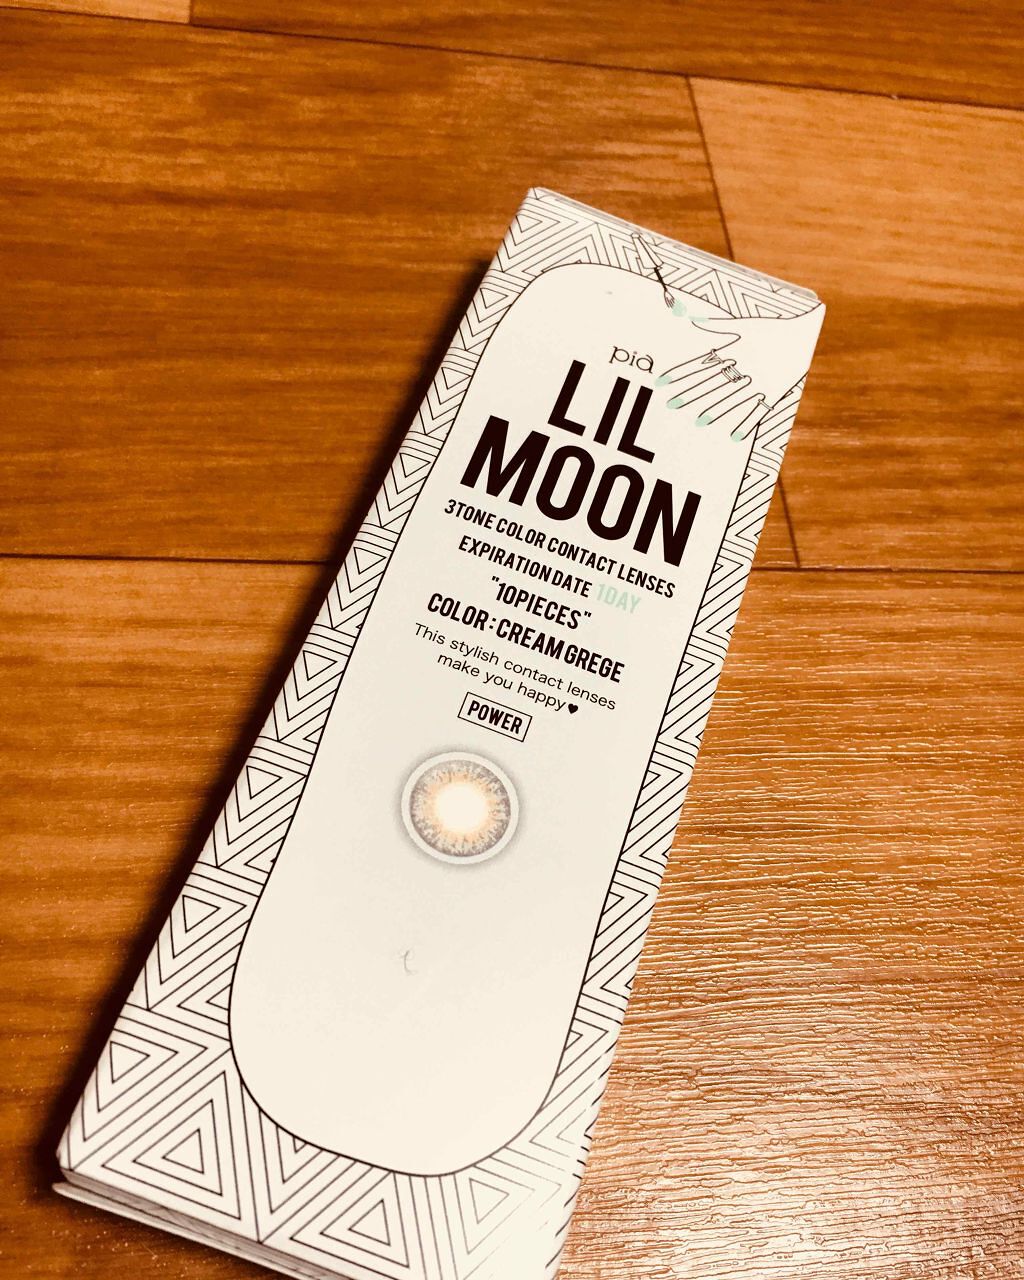 pia
LIL
MOON
3TONE COLOR CONTACT LENSES
EXPIRATION DATE 1DAY
"10PIECES"
COLOR : CREAM GREGE
This stylish contact lenses
make you happy♥
POWER